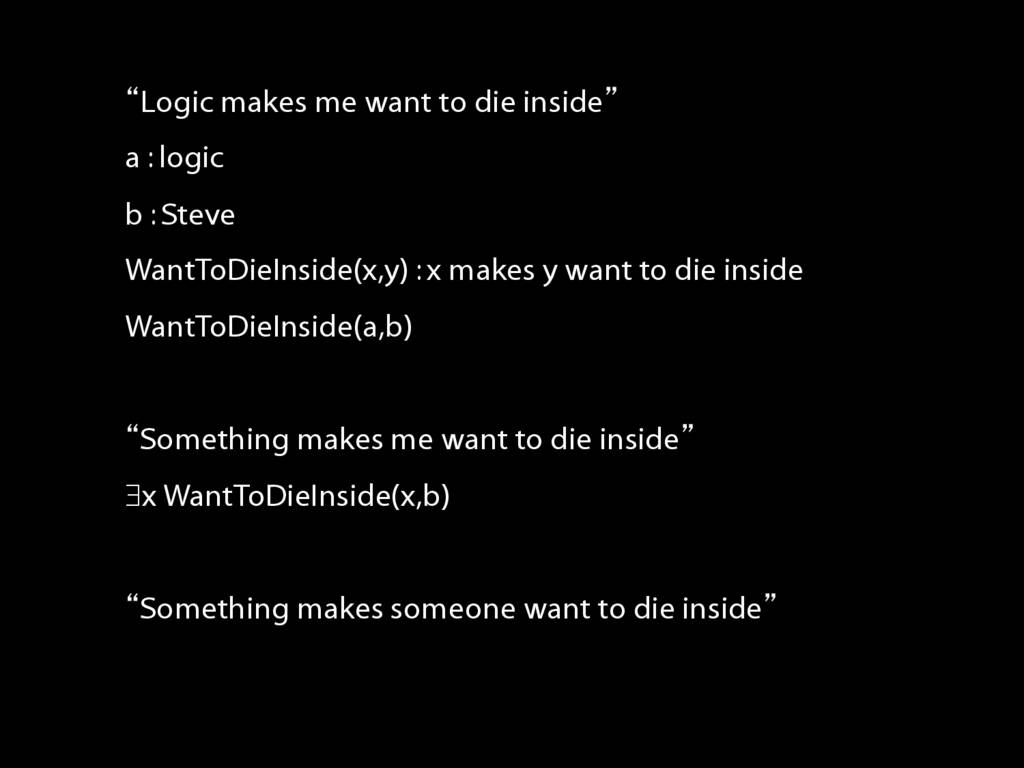 “Logic makes me want to die inside”
a : logic
b : Steve
WantToDieInside(x,y) : x makes y want to die inside
WantToDieInside(a,b)
“Something makes me want to die inside”
∃x WantToDieInside(x,b)
“Something makes someone want to die inside”